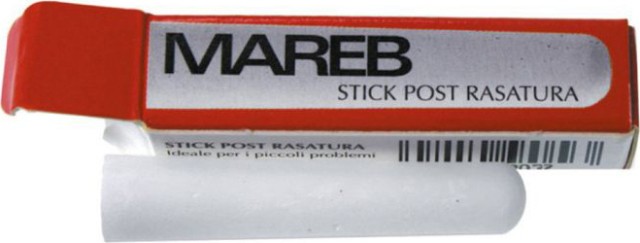 MAREB
STICK POST RASATURA
STICK POST RASATURA
Ideale per i piccoli problemi